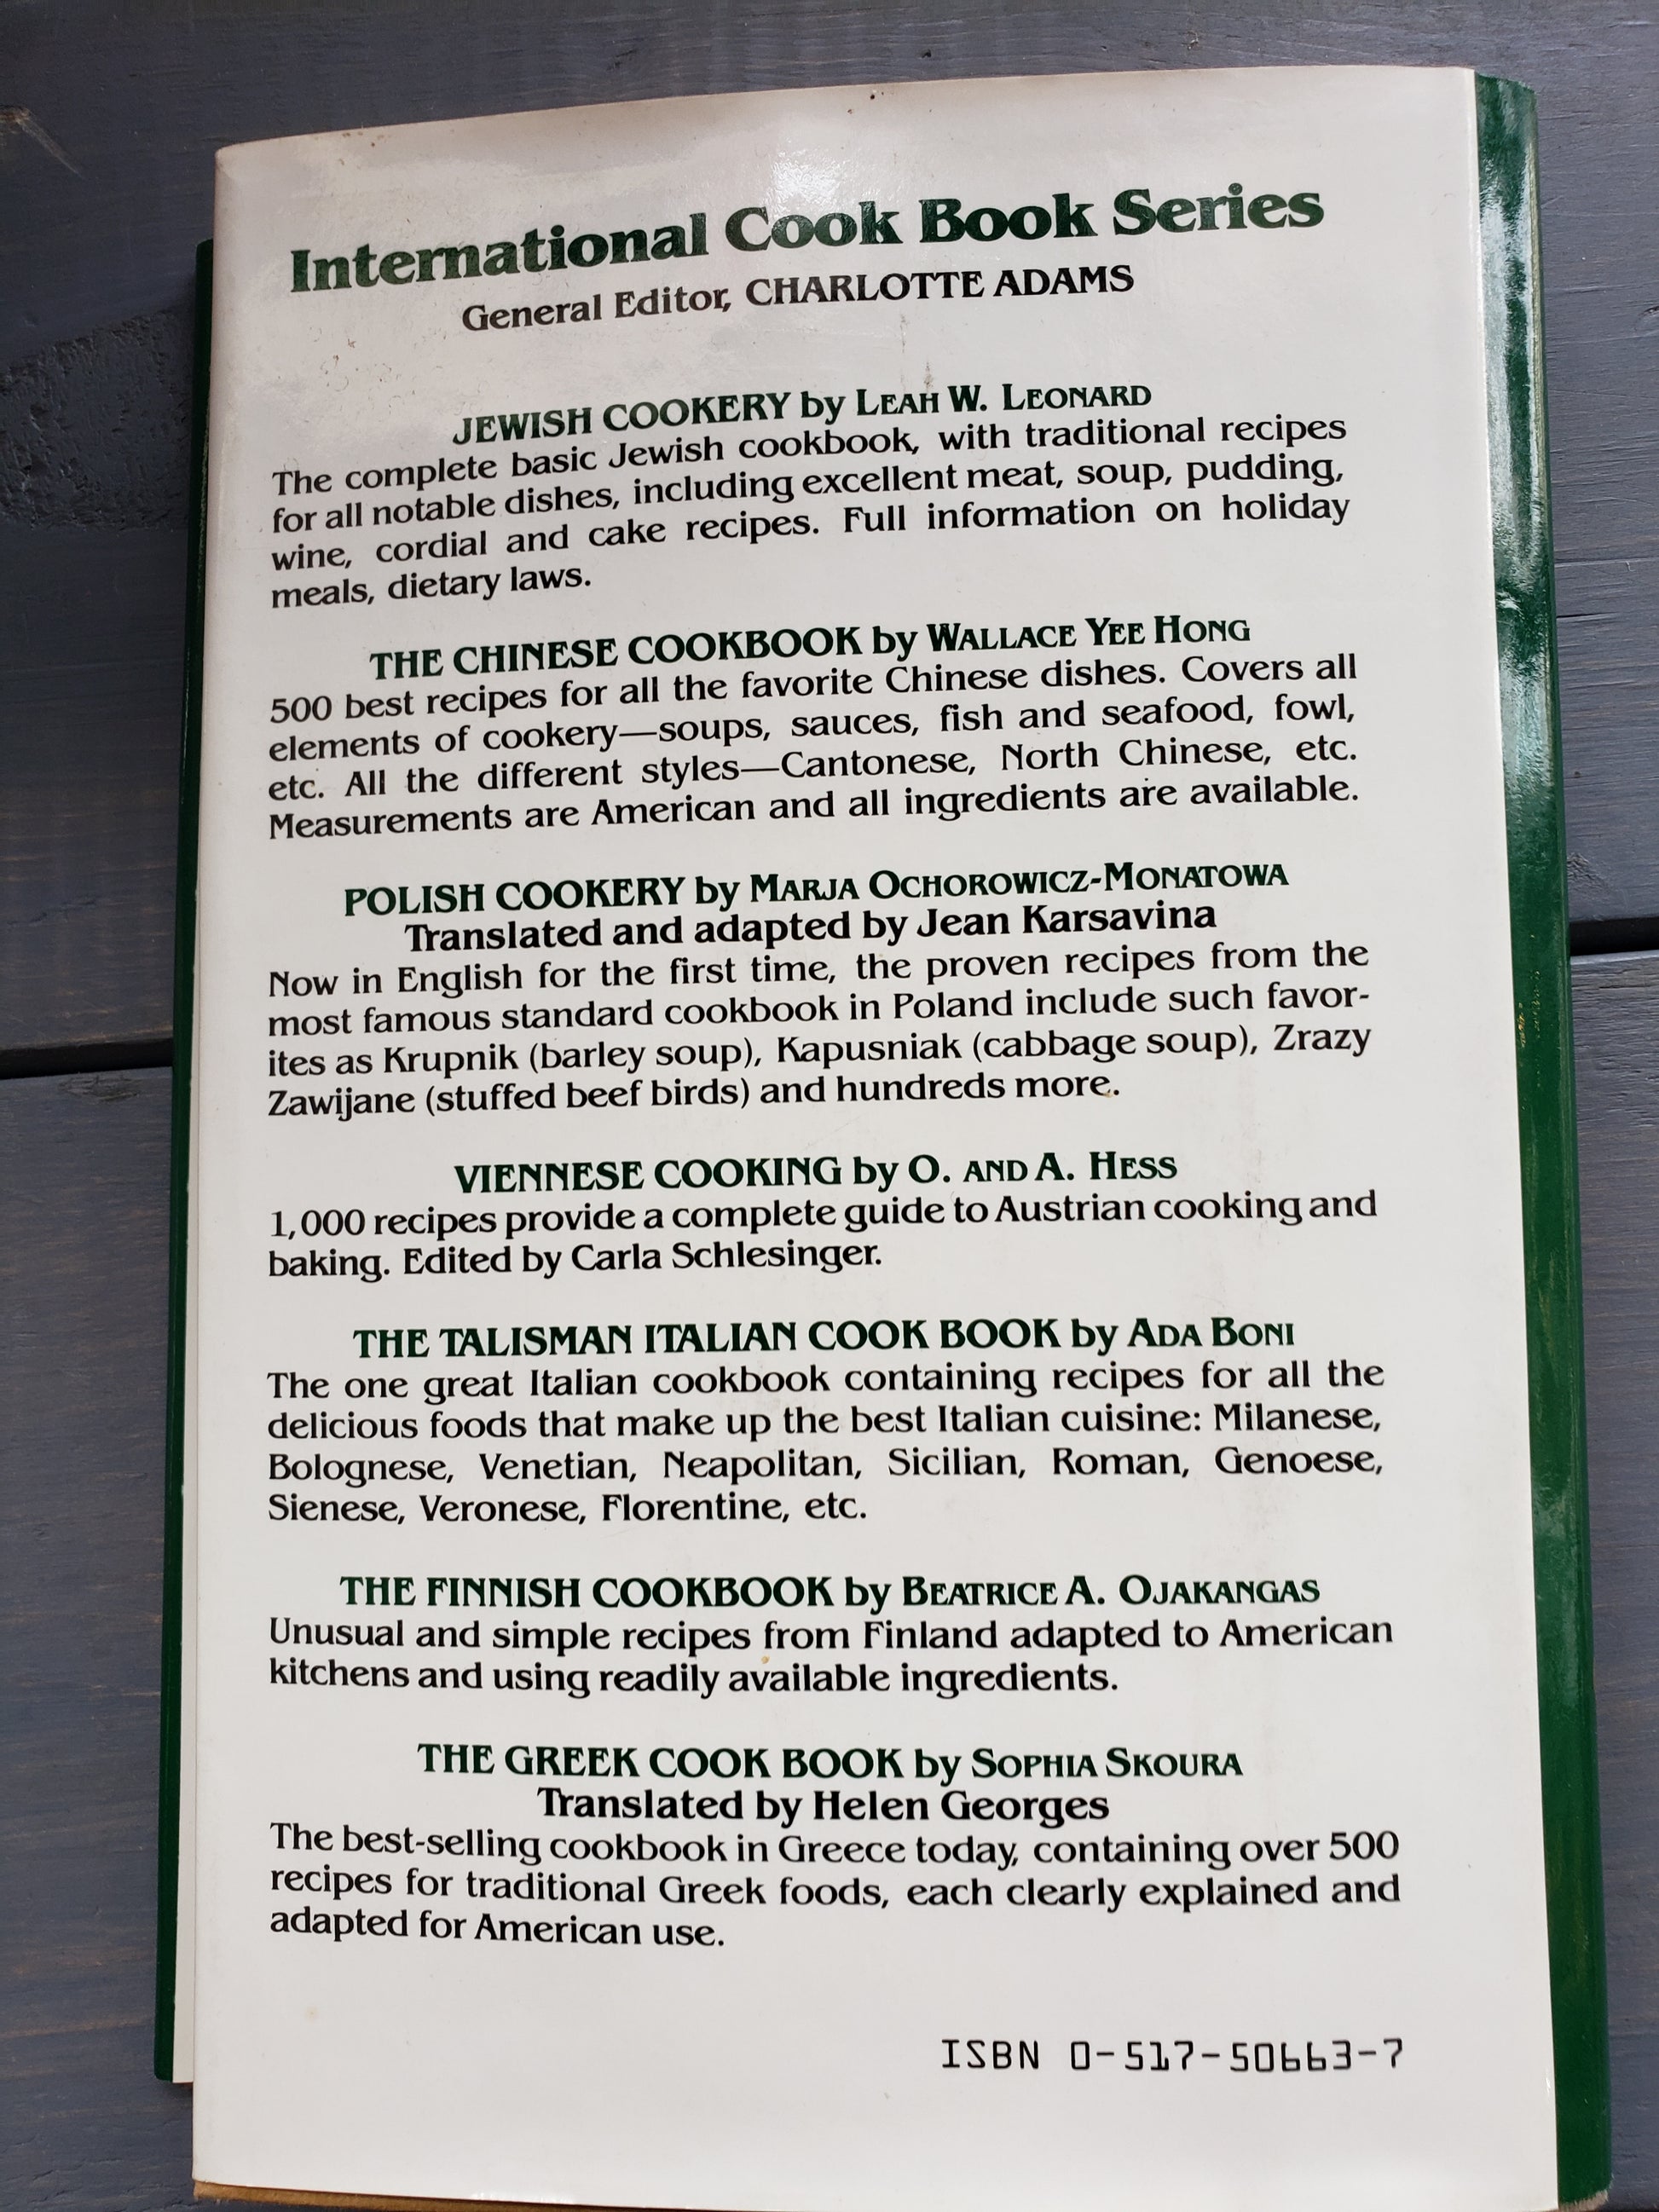 International Cook Book Series
General Editor, CHARLOTTE ADAMS
JEWISH COOKERY by LEAH W. LEONARD
The complete basic Jewish cookbook, with traditional recipes
for all notable dishes, including excellent meat, soup, pudding,
wine, cordial and cake recipes. Full information on holiday
meals, dietary laws.
THE CHINESE COOKBOOK by WALLACE YEE HONG
500 best recipes for all the favorite Chinese dishes. Covers all
elements of cookery—soups, sauces, fish and seafood, fowl,
etc. All the different styles—Cantonese, North Chinese, etc.
Measurements are American and all ingredients are available.
POLISH COOKERY by MARJA OCHOROWICZ-MONATOWA
Translated and adapted by Jean Karsavina
Now in English for the first time, the proven recipes from the
most famous standard cookbook in Poland include such favor-
ites as Krupnik (barley soup), Kapusniak (cabbage soup), Zrazy
Zawijane (stuffed beef birds) and hundreds more.
VIENNESE COOKING by O. AND A. HESS
1,000 recipes provide a complete guide to Austrian cooking and
baking. Edited by Carla Schlesinger.
THE TALISMAN ITALIAN COOK BOOK by ADA BONI
The one great Italian cookbook containing recipes for all the
delicious foods that make up the best Italian cuisine: Milanese,
Bolognese, Venetian, Neapolitan, Sicilian, Roman, Genoese,
Sienese, Veronese, Florentine, etc.
THE FINNISH COOKBOOK by BEATRICE A. OJAKANGAS
Unusual and simple recipes from Finland adapted to American
kitchens and using readily available ingredients.
THE GREEK COOK BOOK by SOPHIA SKOURA
Translated by Helen Georges
The best-selling cookbook in Greece today, containing over 500
recipes for traditional Greek foods, each clearly explained and
adapted for American use.
ISBN 0-517-50663-7